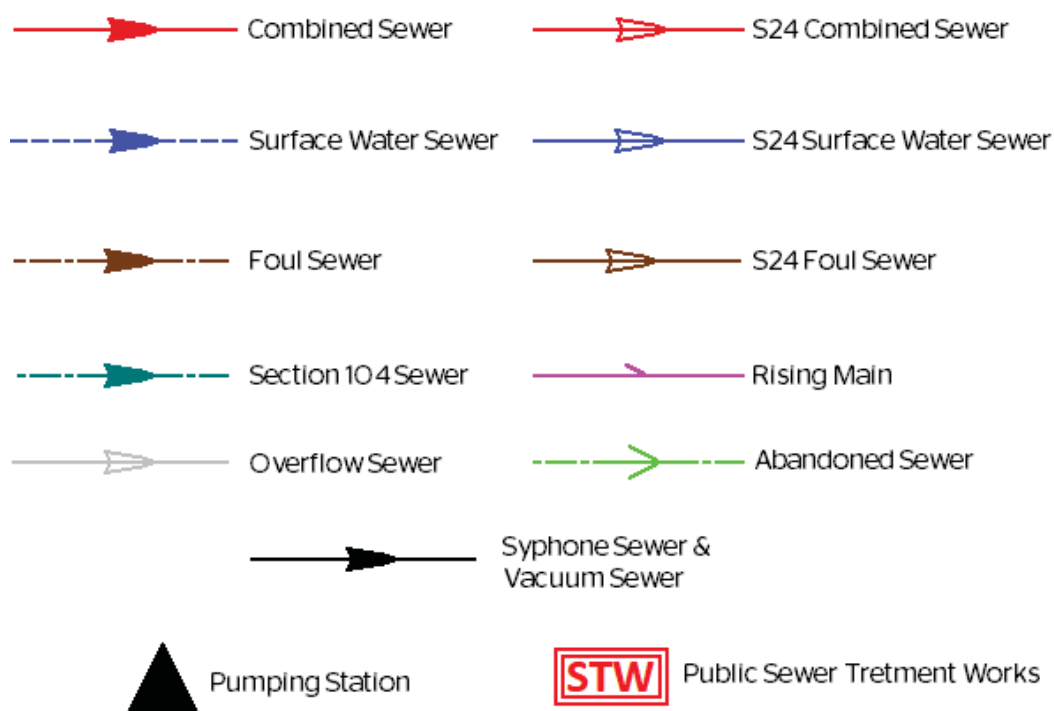 Combined Sewer
S24 Combined Sewer
Surface Water Sewer
S24 Surface Water Sewer
Foul Sewer
S24 Foul Sewer
Section 104 Sewer
Rising Main
Overflow Sewer
Abandoned Sewer
Syphone Sewer &
Vacuum Sewer
Pumping Station
STW
Public Sewer Tretment Works